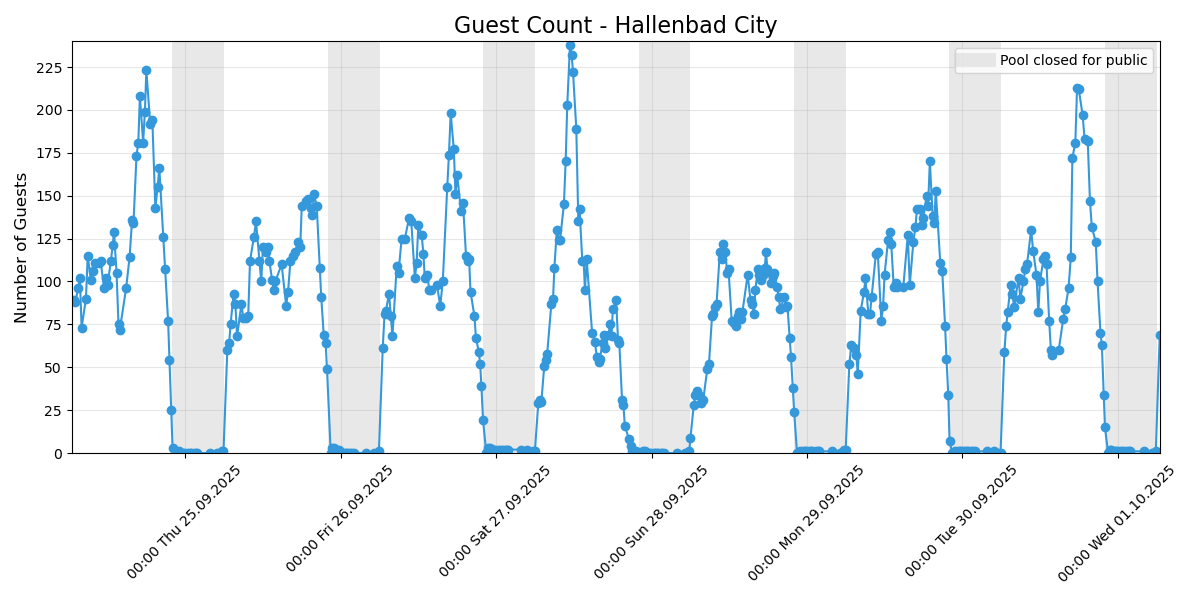 Guest Count - Hallenbad City
Pool closed for public
Number of Guests
225
200
175
150
125
100
75
50
25
0
00:00 Thu 25.09.2025
00:00 Fri 26.09.2025
00:00 Sat 27.09.2025
00:00 Sun 28.09.2025
00:00 Mon 29.09.2025
00:00 Tue 30.09.2025
00:00 Wed 01.10.2025